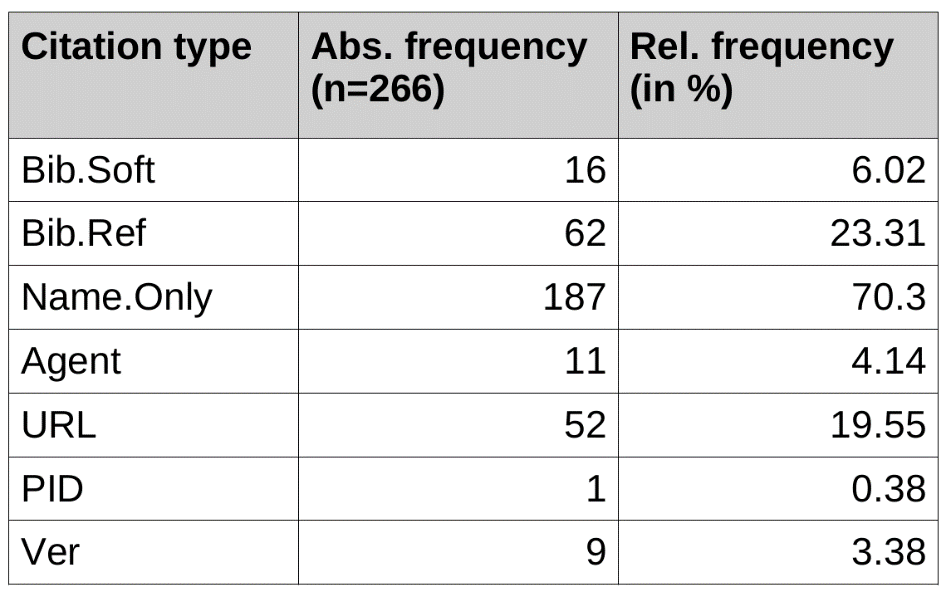 Citation type Abs. frequency Rel. frequency
(n=266) (in %)
Bib.Soft 16 6.02
Bib.Ref 62 23.31
Name.Only 187 70.3
Agent 11 4.14
URL 52 19.55
PID 1 0.38
Ver 9 3.38